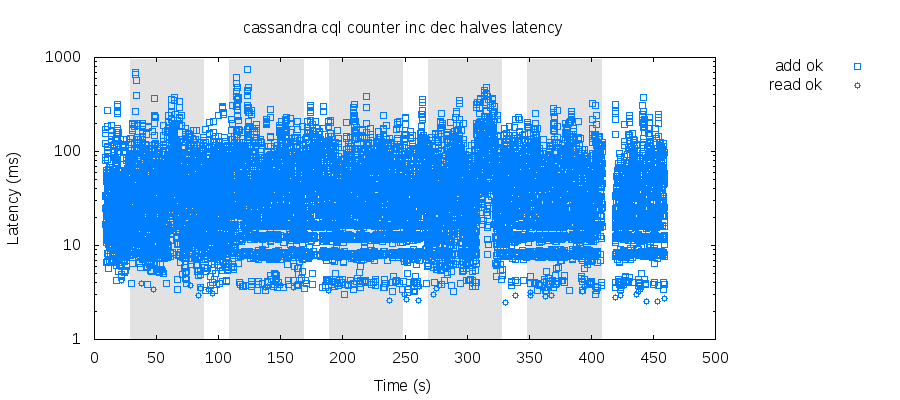 cassandra cql counter inc dec halves latency
1000
100
10
1
Latency (ms)
0 50 100 150 200 250 300 350 400 450 500
Time (s)
add ok
read ok